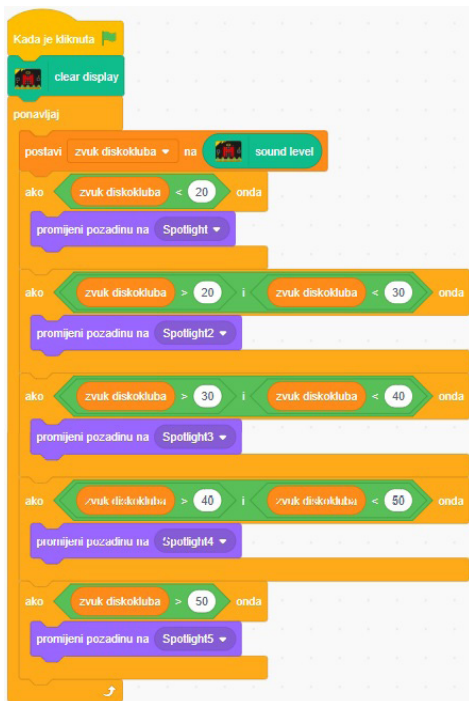 Kada je kliknuta
clear display
ponavljaj
postavi zvuk diskokluba na sound level
ako zvuk diskokluba < 20 onda
promijeni pozadinu na Spotlight
ako zvuk diskokluba > 20 i zvuk diskokluba < 30 onda
promijeni pozadinu na Spotlight2
ako zvuk diskokluba > 30 i zvuk diskokluba < 40 onda
promijeni pozadinu na Spotlight3
ako zvuk diskokluba > 40 i zvuk diskokluba < 50 onda
promijeni pozadinu na Spotlight4
ako zvuk diskokluba > 50 onda
promijeni pozadinu na Spotlight5